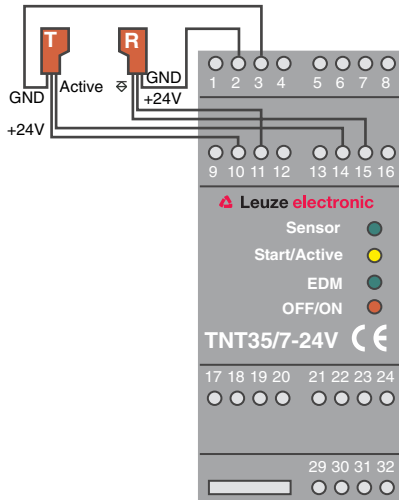 T R
GND Active GND
+24V
+24V
1 2 3 4 5 6 7 8
9 10 11 12 13 14 15 16
Leuze electronic
Sensor
Start/Active
EDM
OFF/ON
TNT35/7-24V CE
17 18 19 20 21 22 23 24
29 30 31 32